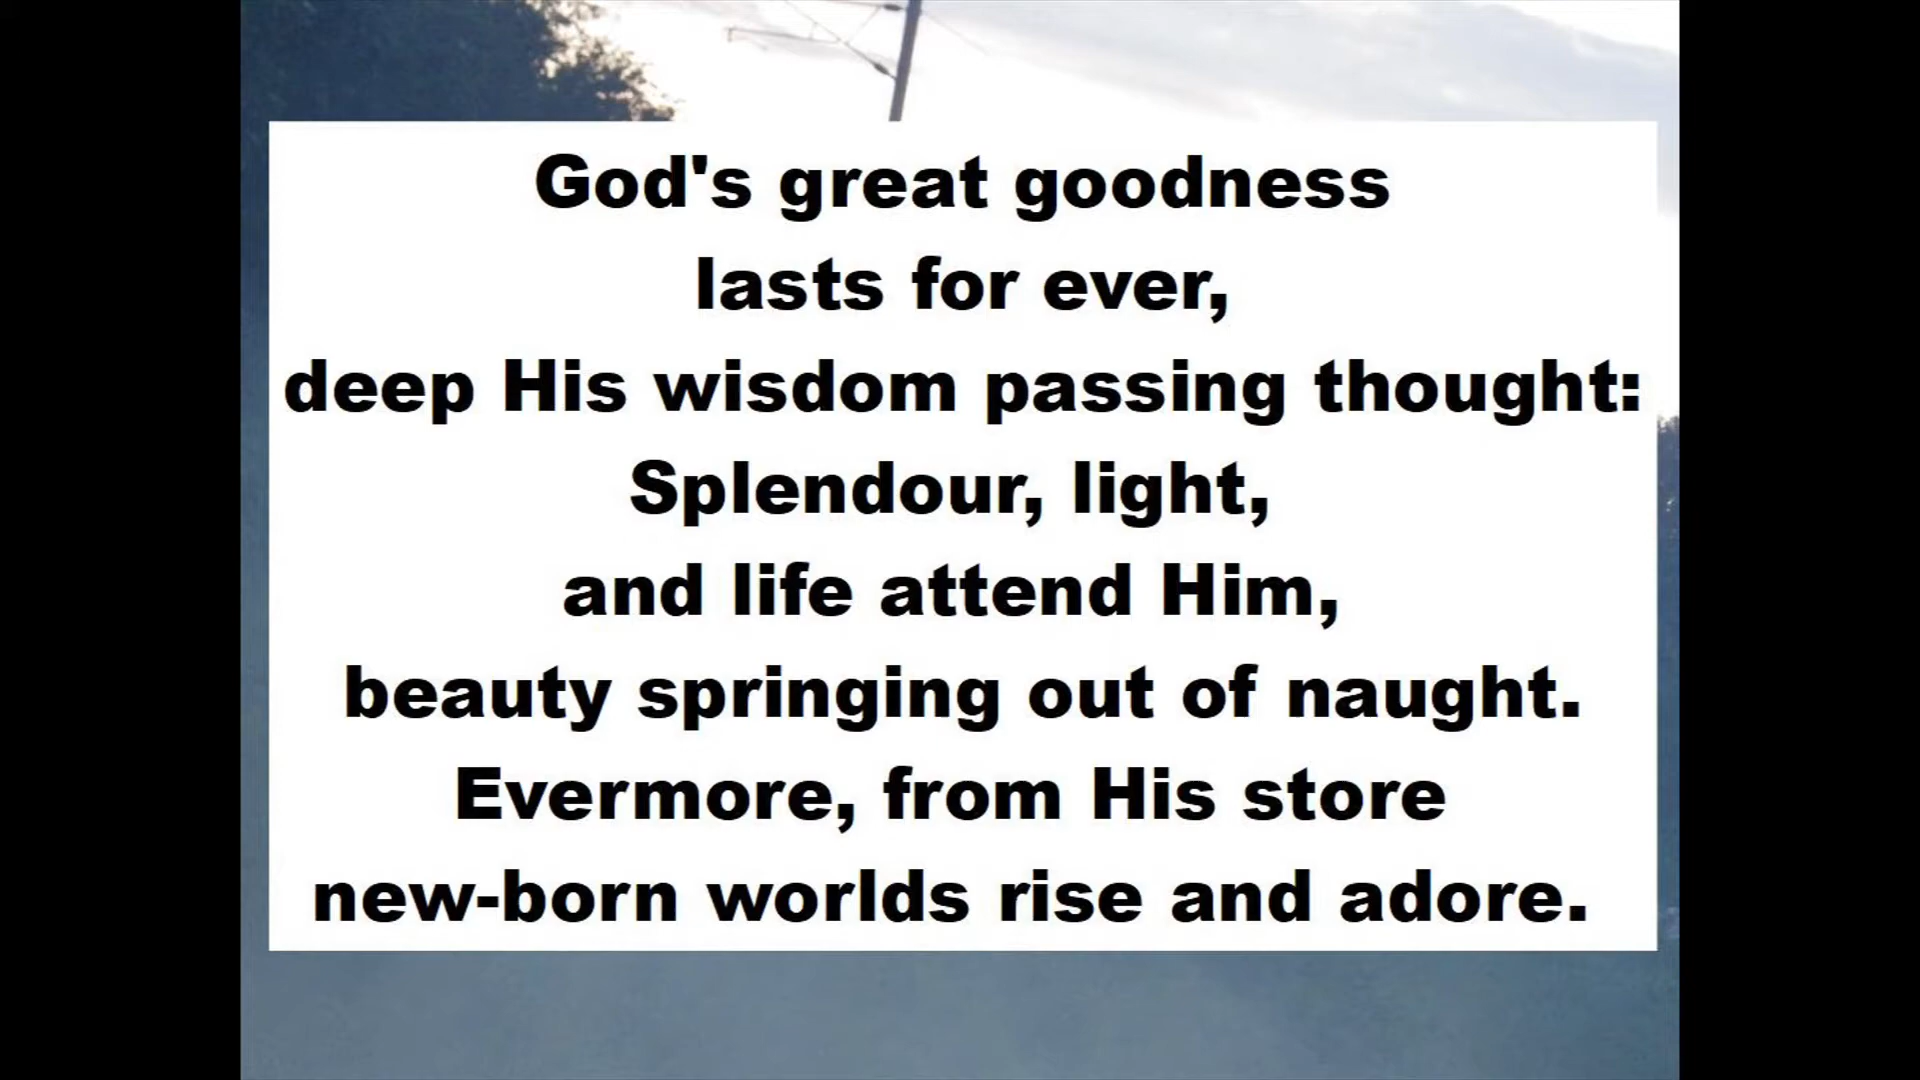 God's great goodness
lasts for ever,
deep His wisdom passing thought:
Splendour, light,
and life attend Him,
beauty springing out of naught.
Evermore, from His store
new-born worlds rise and adore.